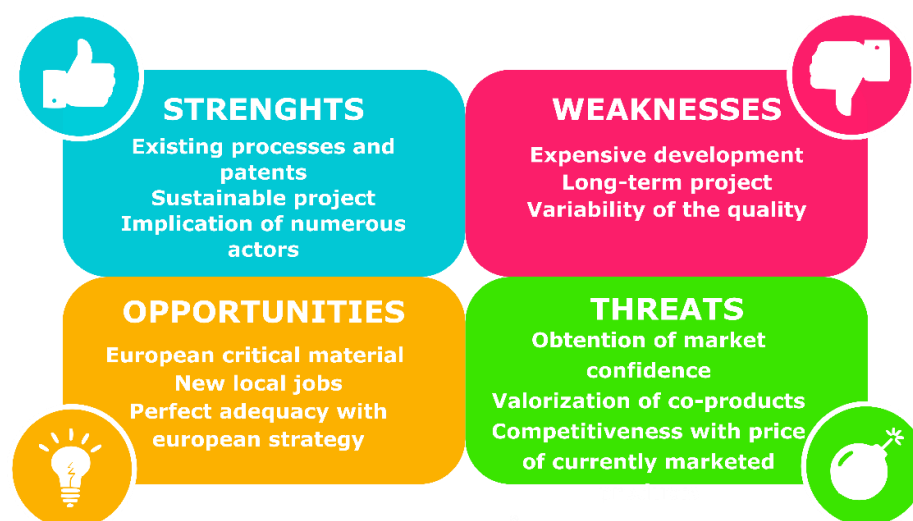 STRENGHTS
Existing processes and
patents
Sustainable project
Implication of numerous
actors
WEAKNESSES
Expensive development
Long-term project
Variability of the quality
OPPORTUNITIES
European critical material
New local jobs
Perfect adequacy with
european strategy
THREATS
Obtention of market
confidence
Valorization of co-products
Competitiveness with price
of currently marketed